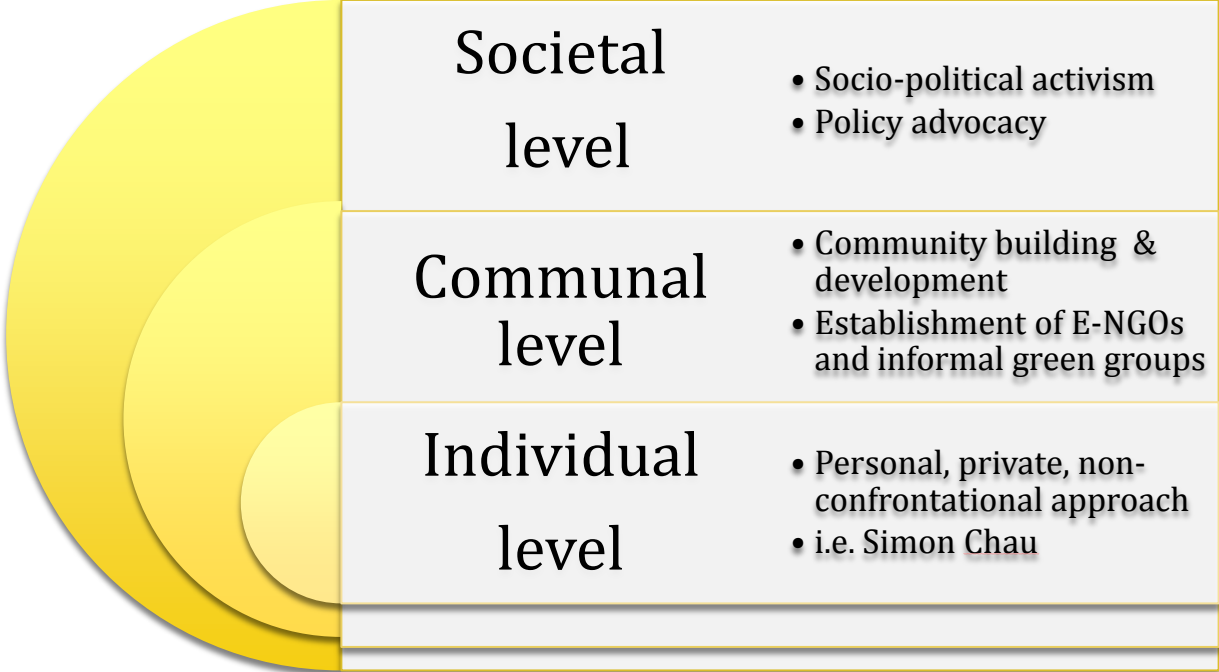 Societal
level
• Socio-political activism
• Policy advocacy
Communal
level
• Community building  &
development
• Establishment of E-NGOs
and informal green groups
Individual
level
• Personal, private, non-
confrontational approach
• i.e. Simon Chau